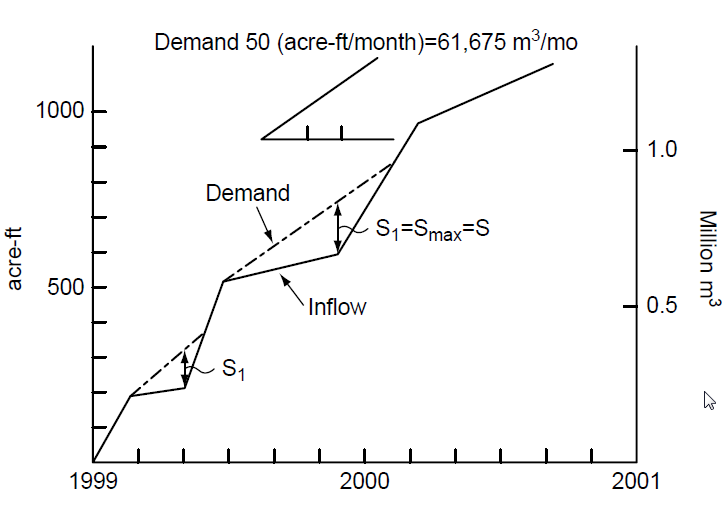 Demand 50 (acre-ft/month)=61,675 m³/mo
1000
1.0
Demand
S₁=Sₘₐₓ=S
acre-ft
Million m³
500
0.5
Inflow
S₁
1999
2000
2001